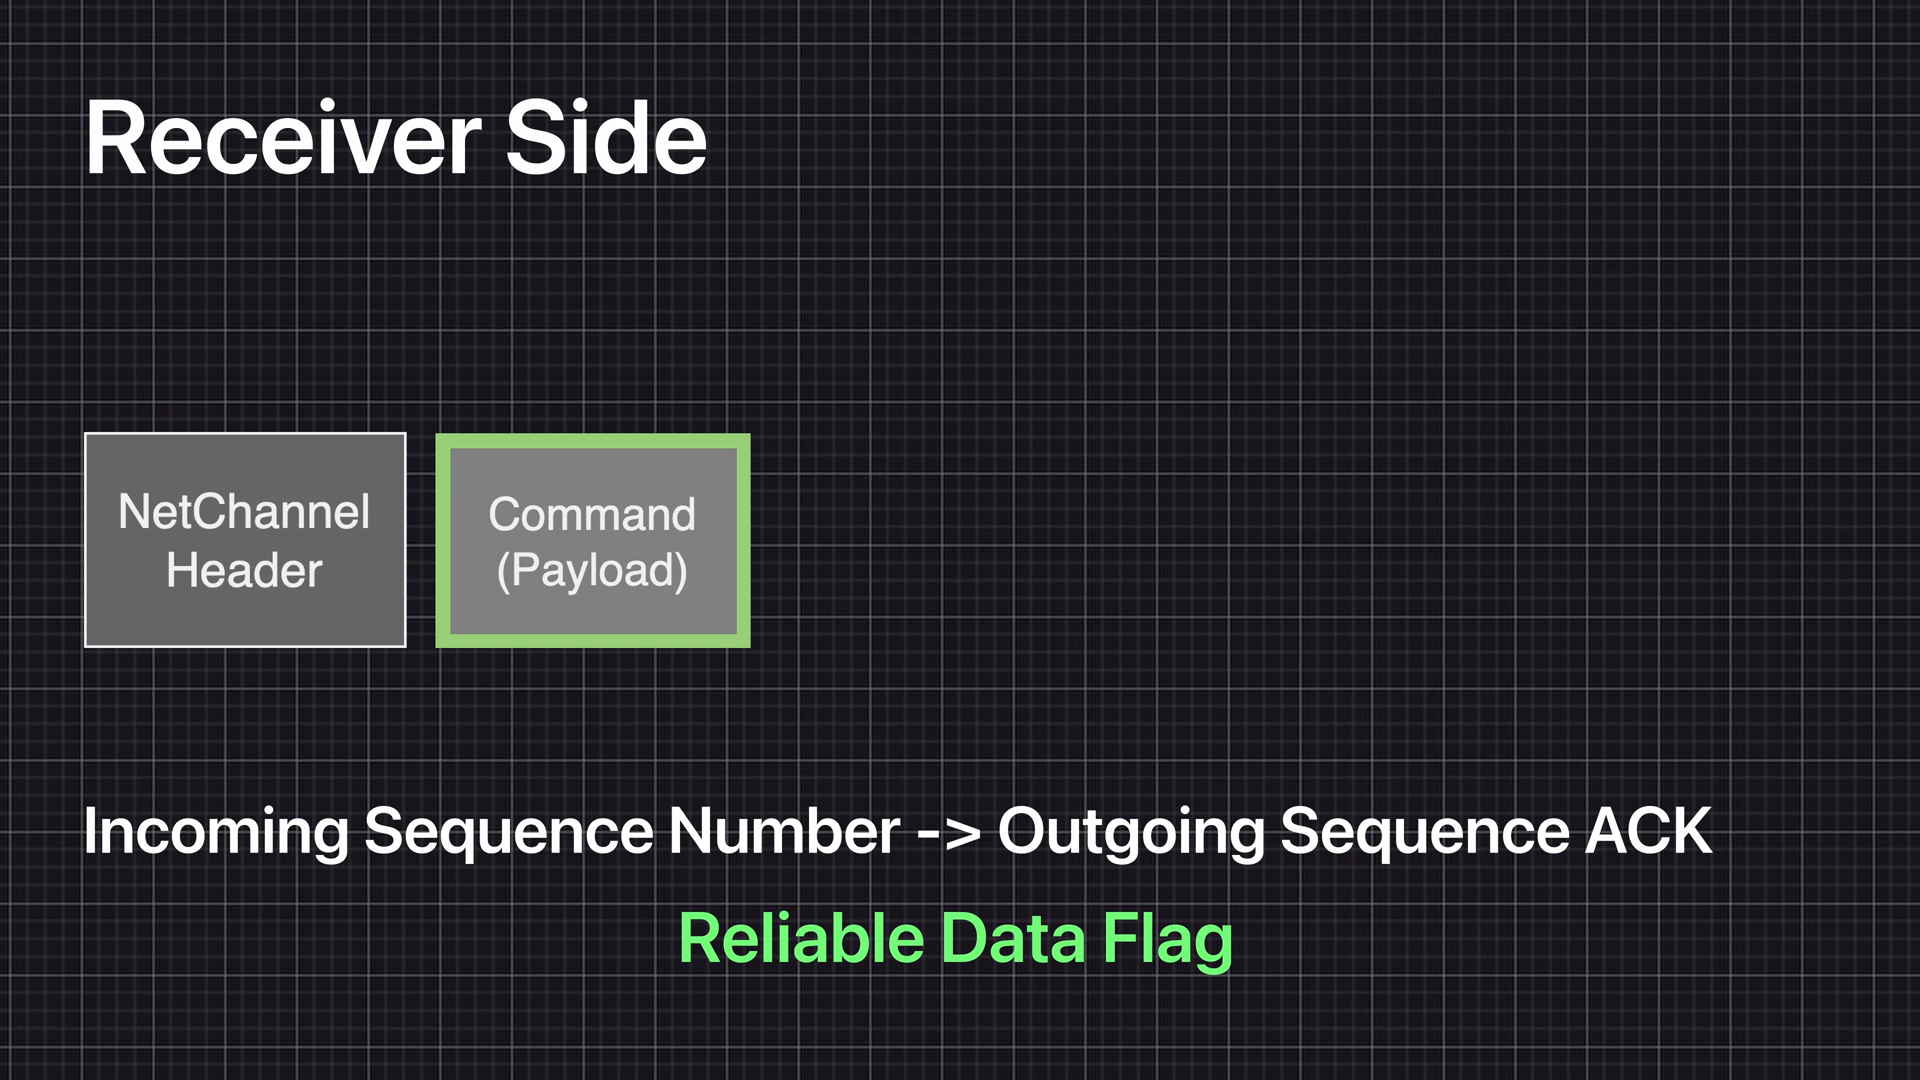 Receiver Side
NetChannel
Header
Command
(Payload)
Incoming Sequence Number -> Outgoing Sequence ACK
Reliable Data Flag